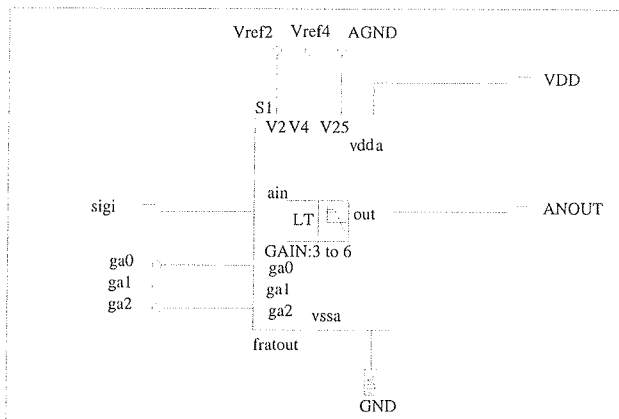 Vref2 Vref4 AGND
VDD
S1
V2 V4 V25
vdda
ain
sigi
LT
out
ANOUT
GAIN:3 to 6
ga0
ga0
ga1
ga1
ga2
ga2
vssa
fratout
GND